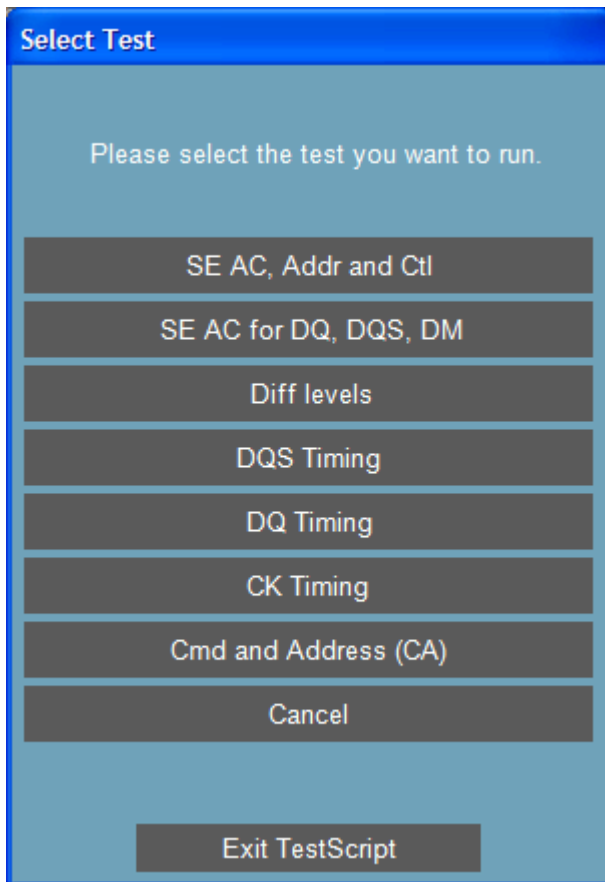 Select Test
Please select the test you want to run.
SE AC, Addr and Ctl
SE AC for DQ, DQS, DM
Diff levels
DQS Timing
DQ Timing
CK Timing
Cmd and Address (CA)
Cancel
Exit TestScript